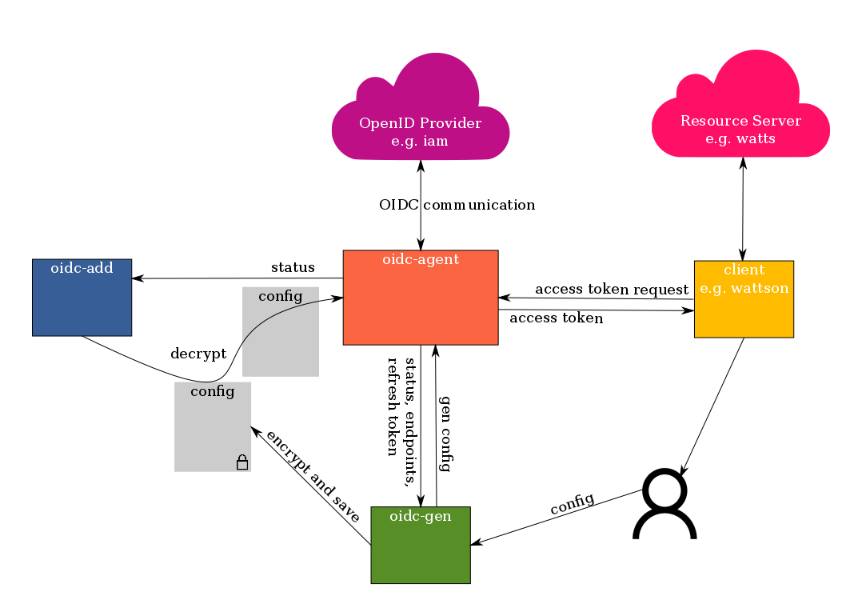 OpenID Provider
e.g. iam
Resource Server
e.g. watts
OIDC communication
oidc-add
status
oidc-agent
client
e.g. wattson
config
access token request
access token
decrypt
config
status, endpoints,
refresh token
gen config
encrypt and save
config
oidc-gen